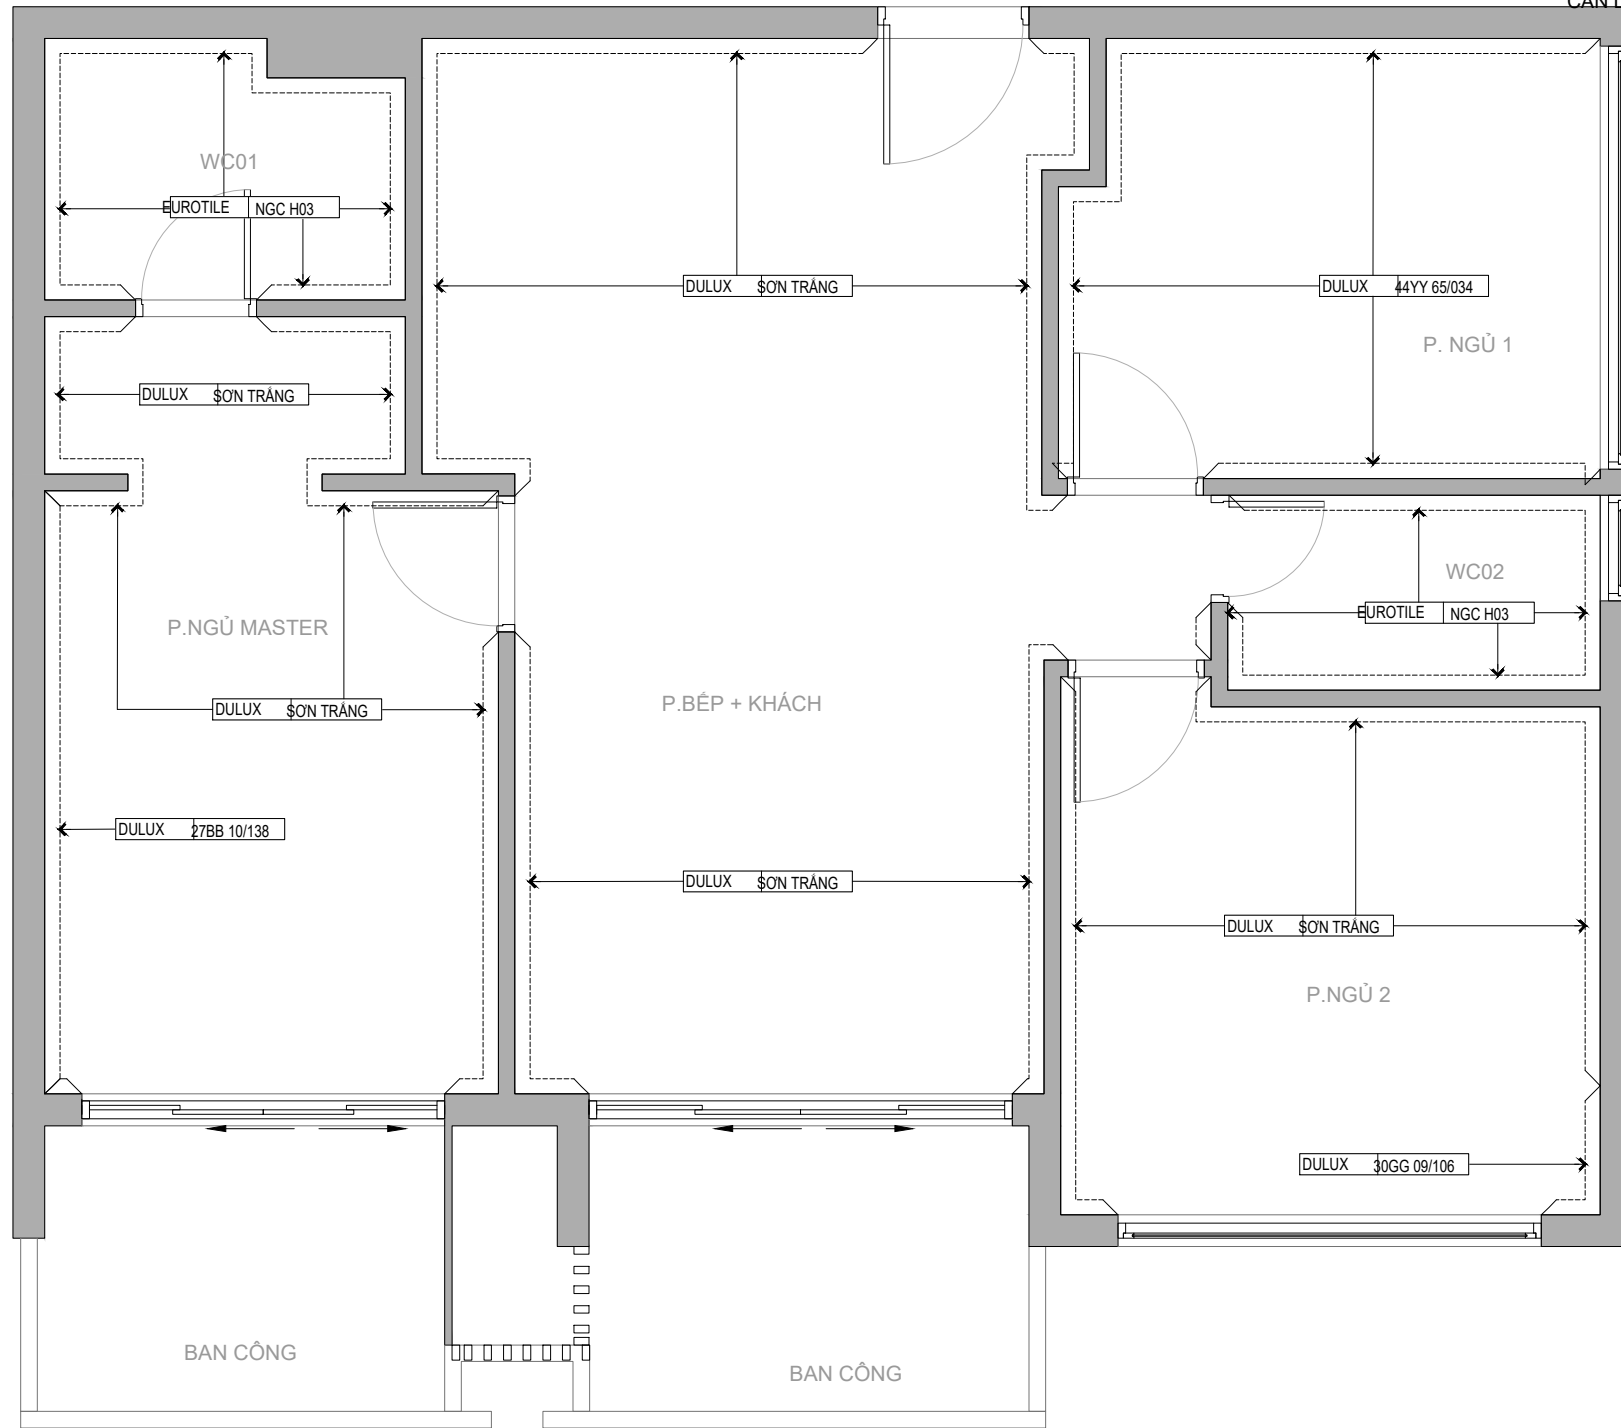 WC01
EUROTILE NGC H03
DULUX SƠN TRẮNG
DULUX 44YY 65/034
P. NGỦ 1
DULUX SƠN TRẮNG
WC02
EUROTILE NGC H03
P.NGỦ MASTER
DULUX SƠN TRẮNG
P.BẾP + KHÁCH
DULUX 27BB 10/138
DULUX SƠN TRẮNG
DULUX SƠN TRẮNG
P.NGỦ 2
DULUX 30GG 09/106
BAN CÔNG
BAN CÔNG